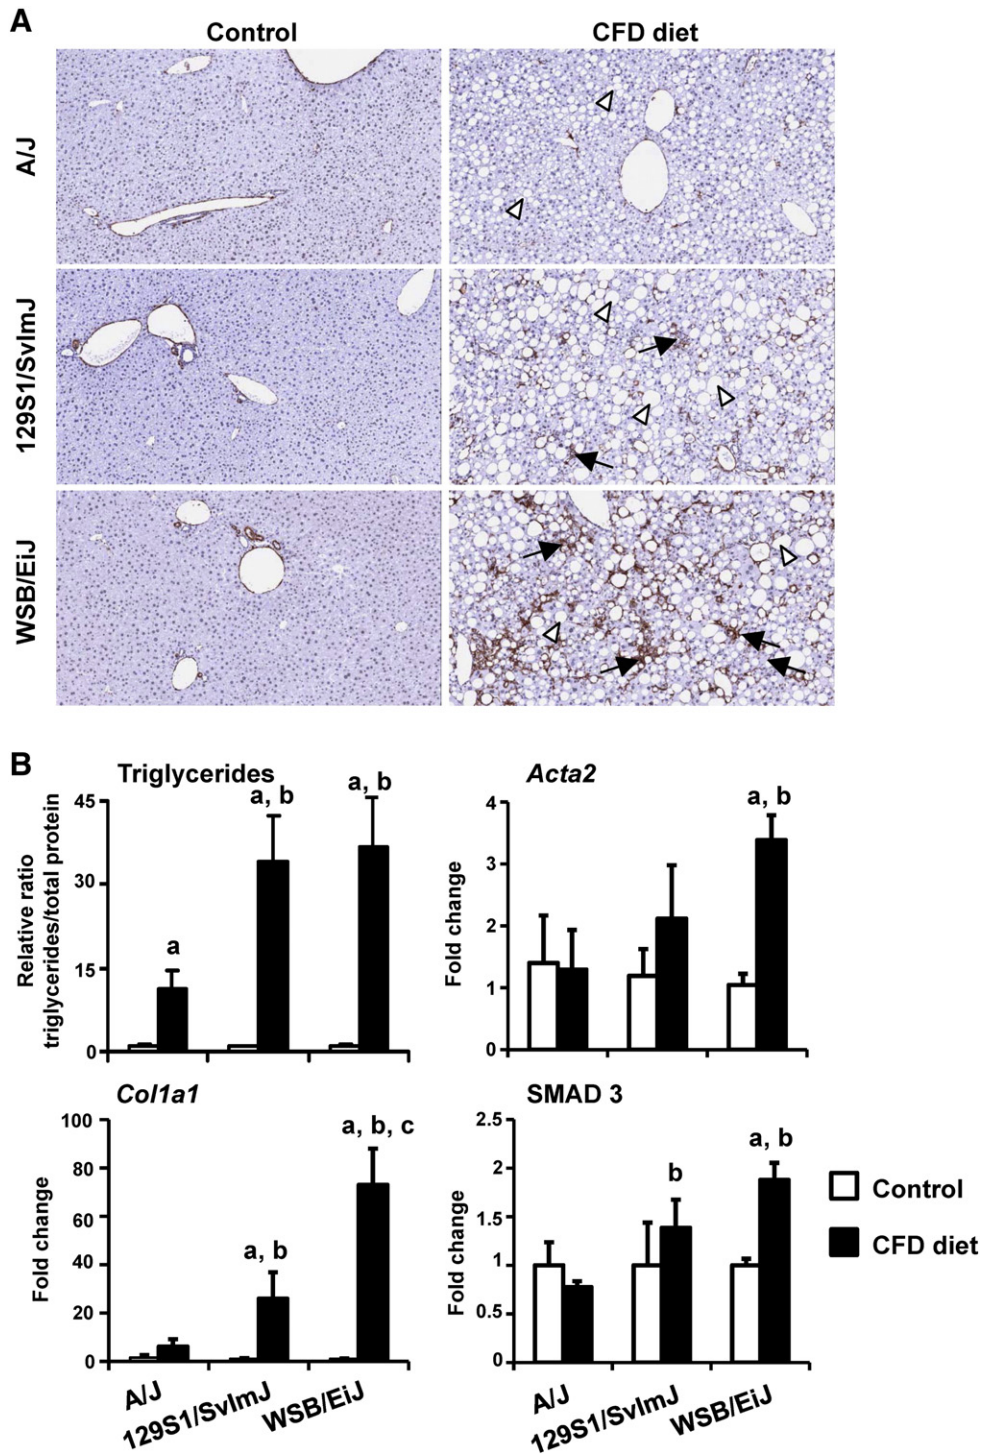 A
Control
CFD diet
A/J
129S1/SvImJ
WSB/EiJ
B
Triglycerides
Relative ratio
triglycerides/total protein
45
30
15
0
a
a, b
a, b
Acta2
Fold change
4
3
2
1
0
a, b
Col1a1
Fold change
100
80
60
40
20
0
a, b
a, b, c
A/J
129S1/SvImJ
WSB/EiJ
SMAD 3
Fold change
2.5
2
1.5
1
0.5
0
b
a, b
A/J
129S1/SvImJ
WSB/EiJ
Control
CFD diet